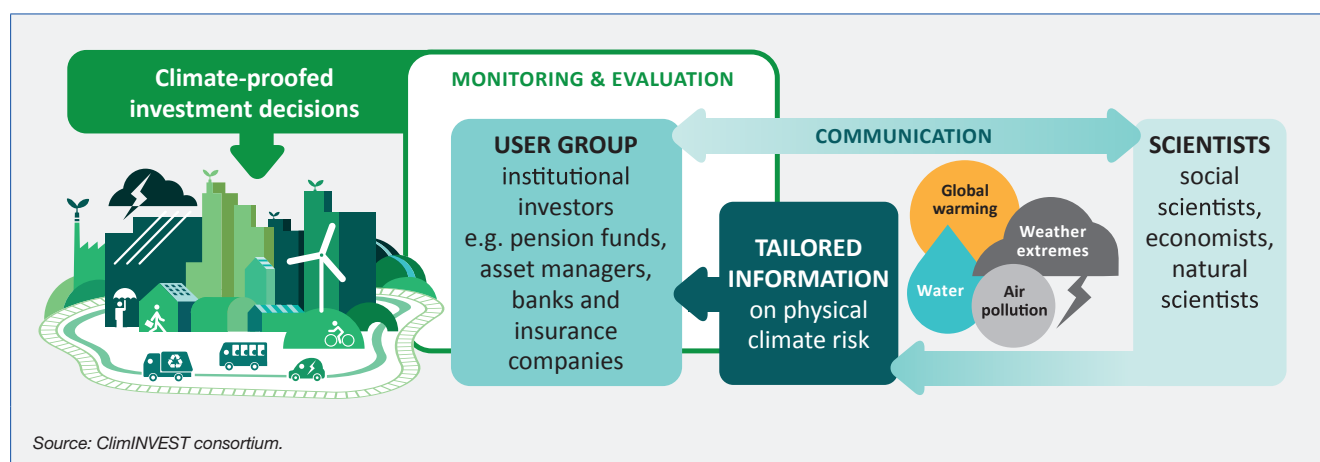 Climate-proofed
investment decisions
MONITORING & EVALUATION
USER GROUP
institutional
investors
e.g. pension funds,
asset managers,
banks and
insurance
companies
COMMUNICATION
TAILORED
INFORMATION
on physical
climate risk
Global
warming
Weather
extremes
Water
Air
pollution
SCIENTISTS
social
scientists,
economists,
natural
scientists
Source: ClimINVEST consortium.